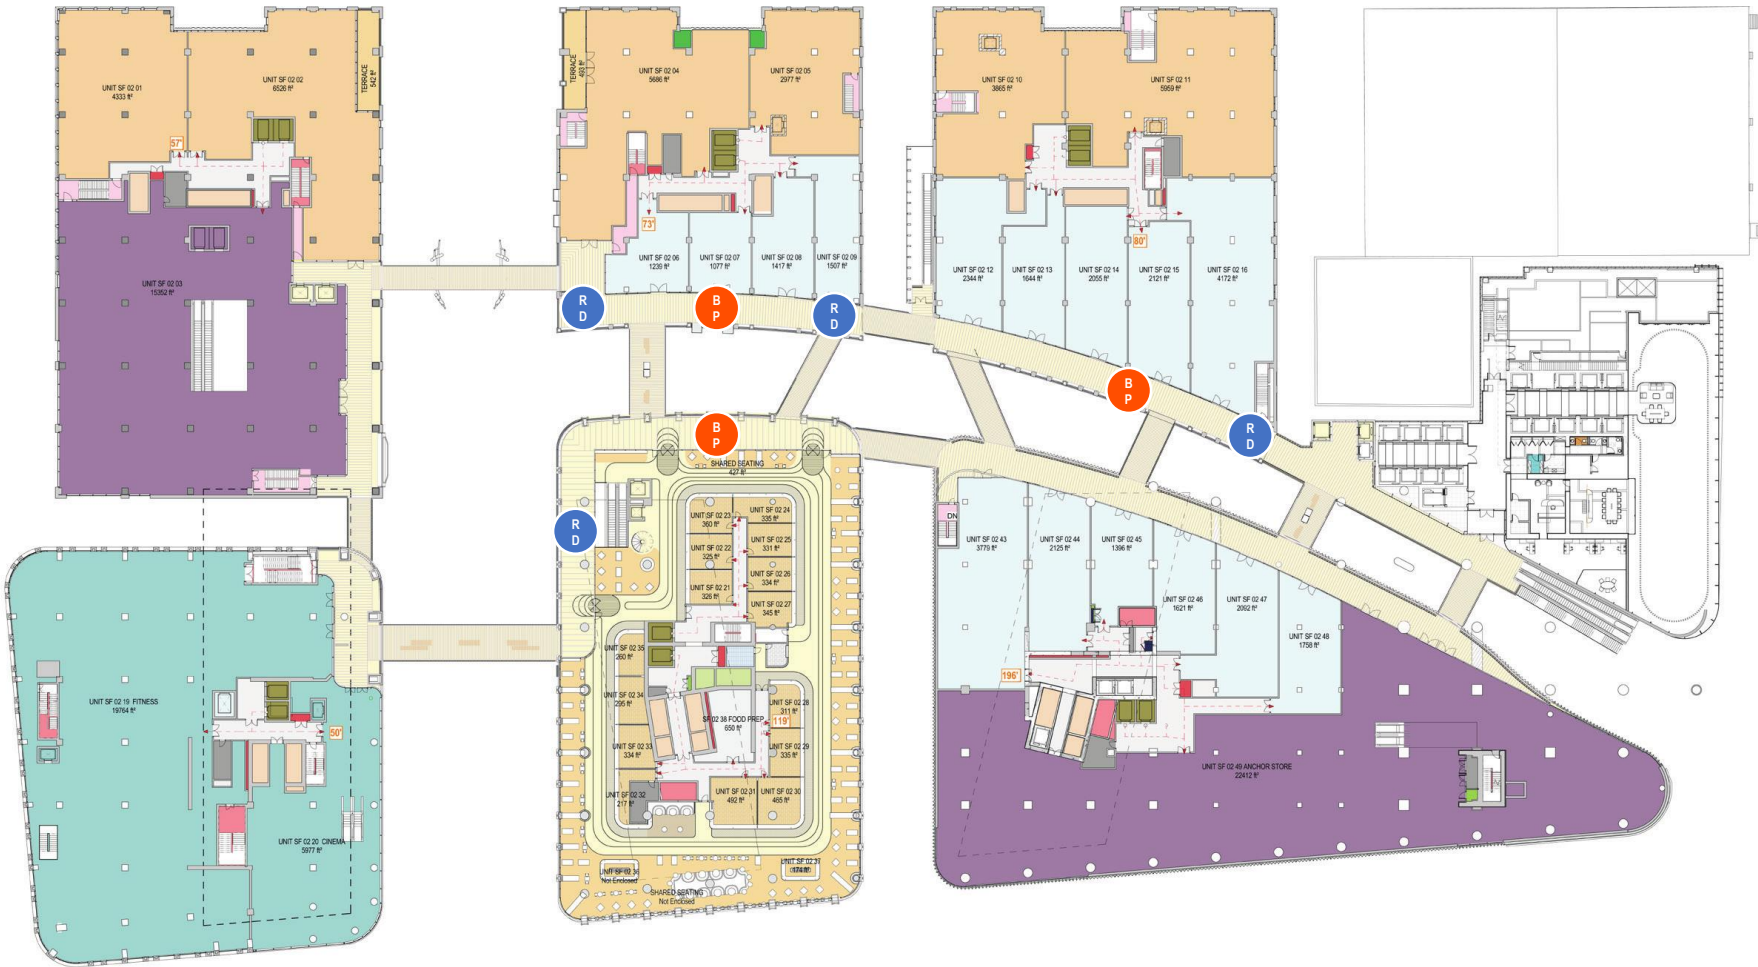 UNIT SF 02 01
4333 ft²
UNIT SF 02 02
6526 ft²
TERRACE
542 ft²
57'
UNIT SF 02 03
15352 ft²
TERRACE
493 ft²
UNIT SF 02 04
5686 ft²
UNIT SF 02 05
2977 ft²
73'
UNIT SF 02 06
1239 ft²
UNIT SF 02 07
1077 ft²
UNIT SF 02 08
1417 ft²
UNIT SF 02 09
1507 ft²
R
D
B
P
R
D
UNIT SF 02 10
3865 ft²
UNIT SF 02 11
5959 ft²
80'
UNIT SF 02 12
2344 ft²
UNIT SF 02 13
1644 ft²
UNIT SF 02 14
2055 ft²
UNIT SF 02 15
2121 ft²
UNIT SF 02 16
4172 ft²
B
P
R
D
B
P
SHARED SEATING
427 ft²
R
D
UNIT SF 02 23
360 ft²
UNIT SF 02 24
335 ft²
UNIT SF 02 22
325 ft²
UNIT SF 02 25
331 ft²
UNIT SF 02 21
326 ft²
UNIT SF 02 26
334 ft²
UNIT SF 02 27
345 ft²
UNIT SF 02 35
260 ft²
UNIT SF 02 34
295 ft²
UNIT SF 02 28
311 ft²
SF 02 38 FOOD PREP
650 ft²
119'
UNIT SF 02 33
334 ft²
UNIT SF 02 29
335 ft²
UNIT SF 02 32
217 ft²
UNIT SF 02 31
492 ft²
UNIT SF 02 30
465 ft²
UNIT SF 02 36
Not Enclosed
UNIT SF 02 37
SHARED SEATING
Not Enclosed
UNIT SF 02 19 FITNESS
19764 ft²
50'
UNIT SF 02 20 CINEMA
5977 ft²
DN
UNIT SF 02 43
3779 ft²
UNIT SF 02 44
2125 ft²
UNIT SF 02 45
1396 ft²
UNIT SF 02 46
1621 ft²
UNIT SF 02 47
2092 ft²
UNIT SF 02 48
1758 ft²
196'
UNIT SF 02 49 ANCHOR STORE
22412 ft²